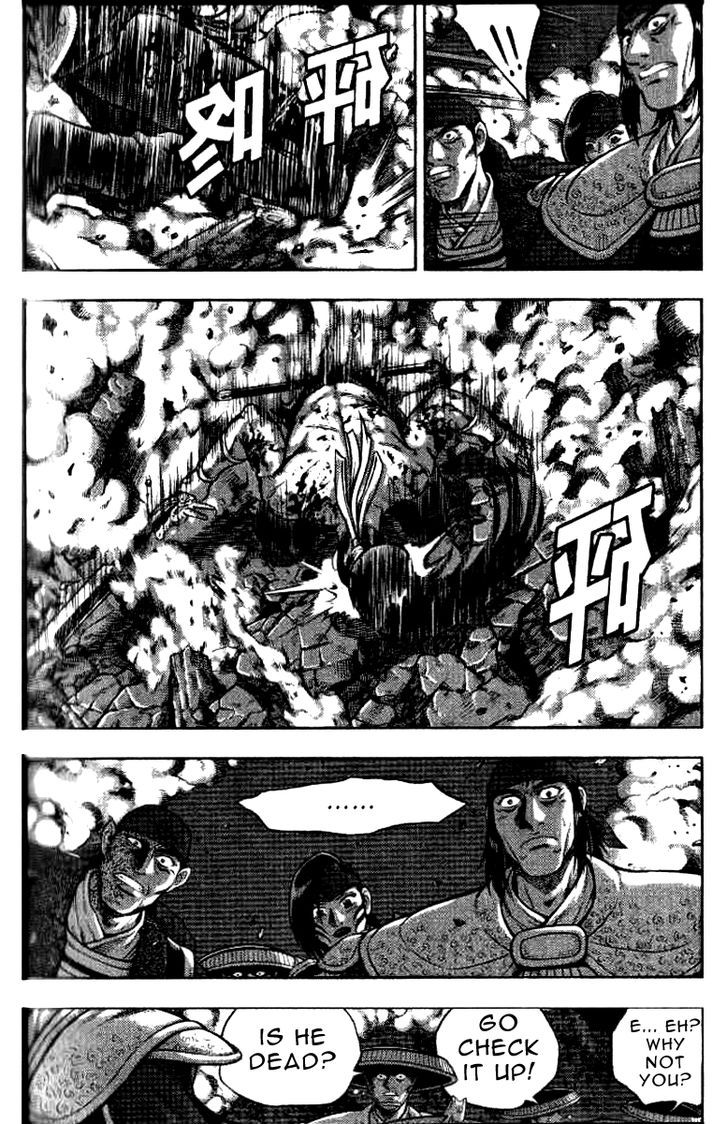 !!
......
IS HE
DEAD?
GO
CHECK
IT UP!
E... EH?
WHY
NOT
YOU?